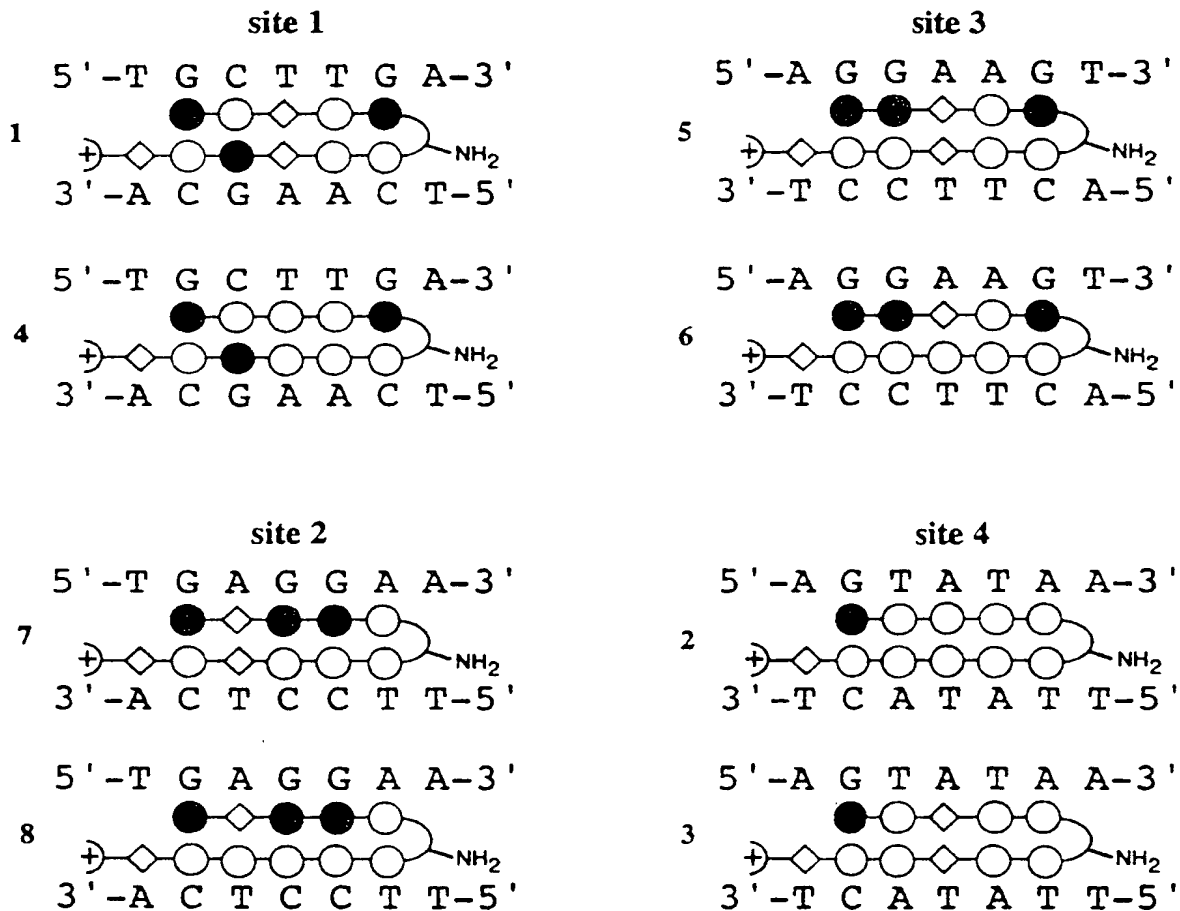 site 1
5'-T G C T T G A-3'
1
+ NH2
3'-A C G A A C T-5'
5'-T G C T T G A-3'
4
+ NH2
3'-A C G A A C T-5'
site 3
5'-A G G A A G T-3'
5
+ NH2
3'-T C C T T C A-5'
5'-A G G A A G T-3'
6
+ NH2
3'-T C C T T C A-5'
site 2
5'-T G A G G A A-3'
7
+ NH2
3'-A C T C C T T-5'
5'-T G A G G A A-3'
8
+ NH2
3'-A C T C C T T-5'
site 4
5'-A G T A T A A-3'
2
+ NH2
3'-T C A T A T T-5'
5'-A G T A T A A-3'
3
+ NH2
3'-T C A T A T T-5'